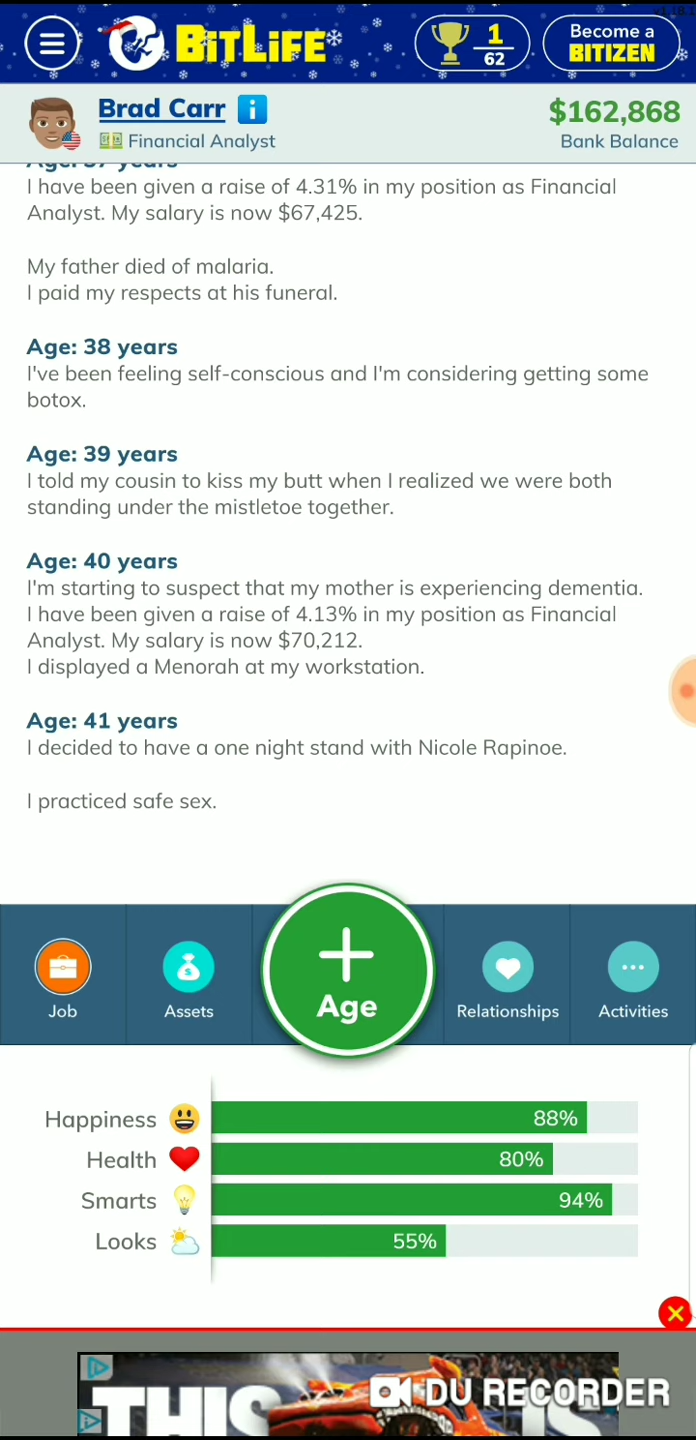 BitLiFE
1
62
Become a
BITIZEN
Brad Carr
$162,868
Financial Analyst
Bank Balance
Age: 37 years
I have been given a raise of 4.31% in my position as Financial
Analyst. My salary is now $67,425.
My father died of malaria.
I paid my respects at his funeral.
Age: 38 years
I've been feeling self-conscious and I'm considering getting some
botox.
Age: 39 years
I told my cousin to kiss my butt when I realized we were both
standing under the mistletoe together.
Age: 40 years
I'm starting to suspect that my mother is experiencing dementia.
I have been given a raise of 4.13% in my position as Financial
Analyst. My salary is now $70,212.
I displayed a Menorah at my workstation.
Age: 41 years
I decided to have a one night stand with Nicole Rapinoe.
I practiced safe sex.
Job
Assets
+
Age
Relationships
Activities
Happiness 88%
Health 80%
Smarts 94%
Looks 55%
THIS IS
DU RECORDER